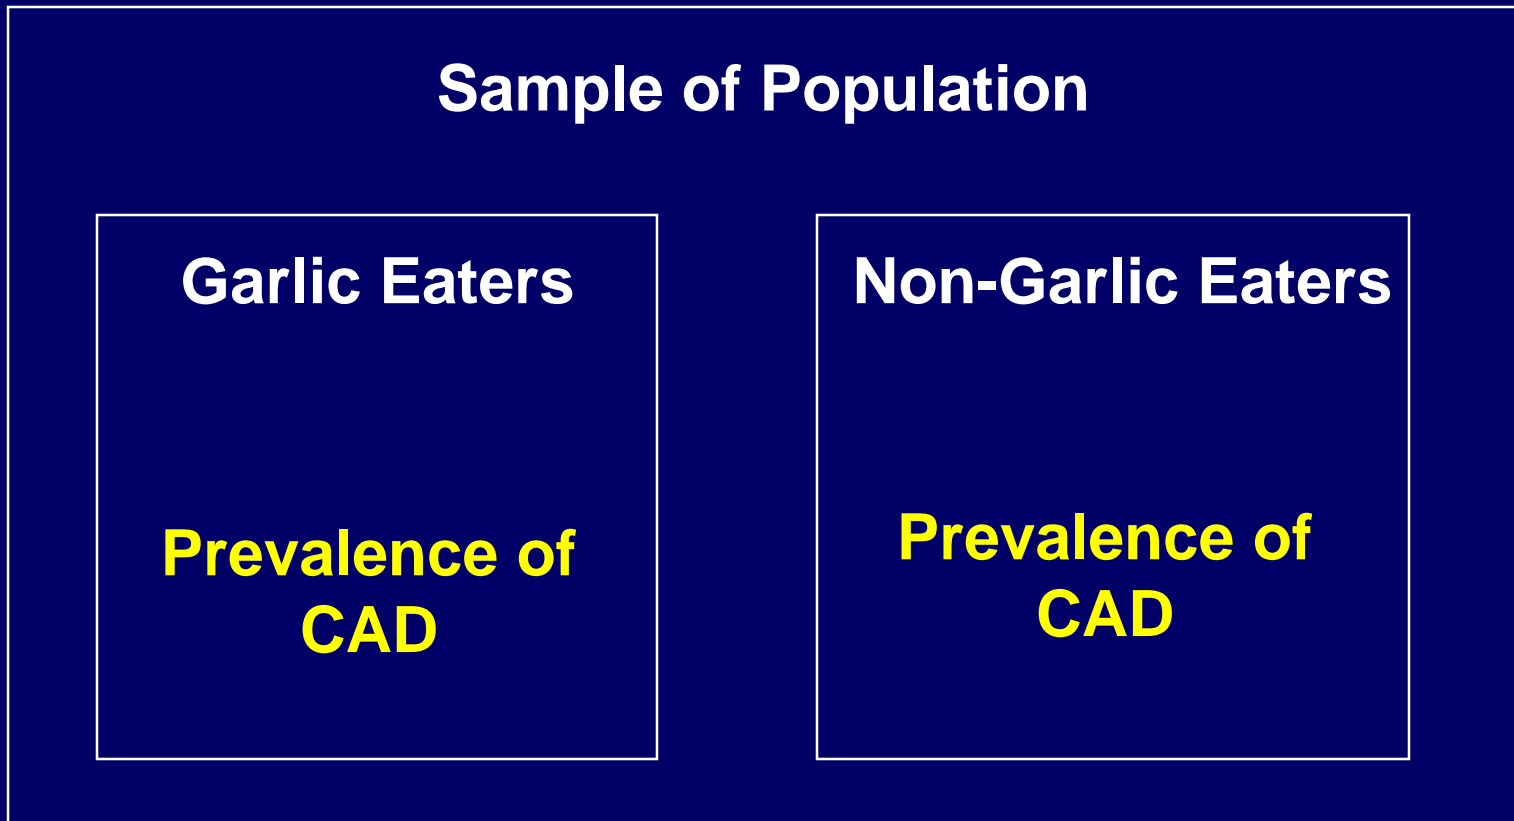 Sample of Population
Garlic Eaters
Prevalence of
CAD
Non-Garlic Eaters
Prevalence of
CAD